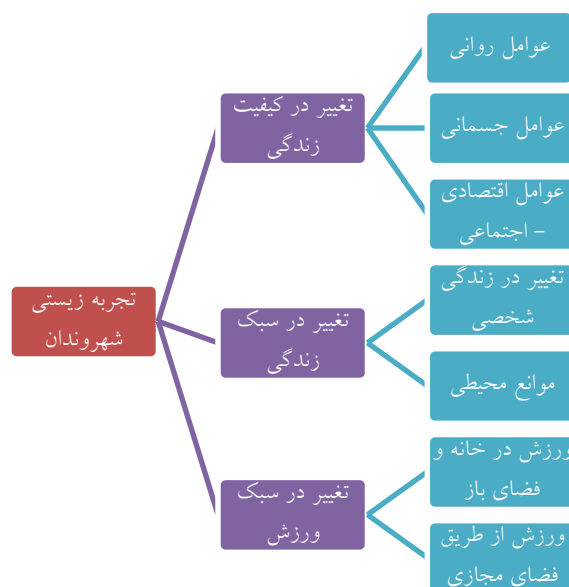 تجربه زیستی
شهروندان
تغییر در کیفیت
زندگی
عوامل روانی
عوامل جسمانی
عوامل اقتصادی
– اجتماعی
تغییر در سبک
زندگی
تغییر در زندگی
شخصی
موانع محیطی
تغییر در سبک
ورزش
ورزش در خانه و
فضای باز
ورزش از طریق
فضای مجازی